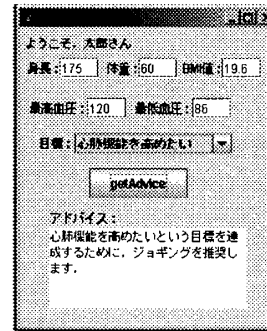 ようこそ、太郎さん
身長:175 体重:60 BMI値:19.6
最高血圧:120 最低血圧:86
目標:心肺機能を高めたい
getAdvice
アドバイス:
心肺機能を高めたいという目標を達
成するために、ジョギングを推奨し
ます。